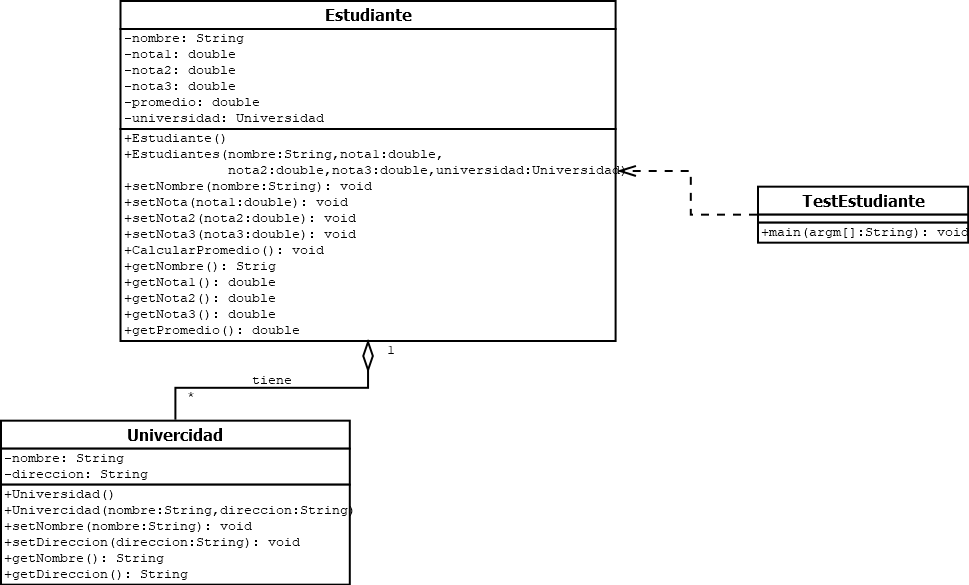 Estudiante
-nombre: String
-nota1: double
-nota2: double
-nota3: double
-promedio: double
-universidad: Universidad
+Estudiante()
+Estudiantes(nombre:String,nota1:double,
nota2:double,nota3:double,universidad:Universidad)
+setNombre(nombre:String): void
+setNota(nota1:double): void
+setNota2(nota2:double): void
+setNota3(nota3:double): void
+CalcularPromedio(): void
+getNombre(): Strig
+getNota1(): double
+getNota2(): double
+getNota3(): double
+getPromedio(): double
TestEstudiante
+main(argm[]:String): void
1
tiene
*
Univercidad
-nombre: String
-direccion: String
+Universidad()
+Univercidad(nombre:String,direccion:String)
+setNombre(nombre:String): void
+setDireccion(direccion:String): void
+getNombre(): String
+getDireccion(): String